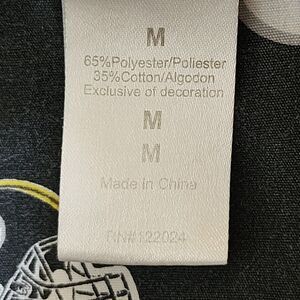 M
65%Polyester/Poliester
35%Cotton/Algodon
Exclusive of decoration
M
M
Made in China
RN#122024